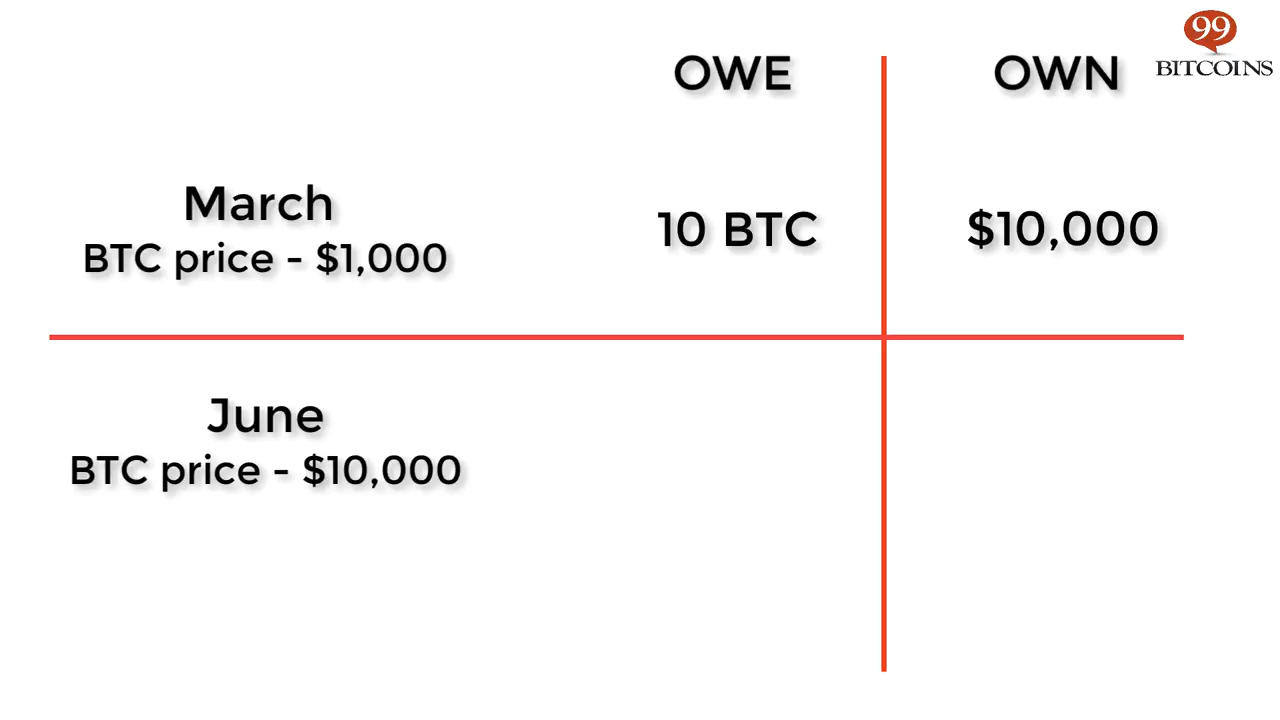 OWE
OWN
99
BITCOINS
March
BTC price - $1,000
10 BTC
$10,000
June
BTC price - $10,000